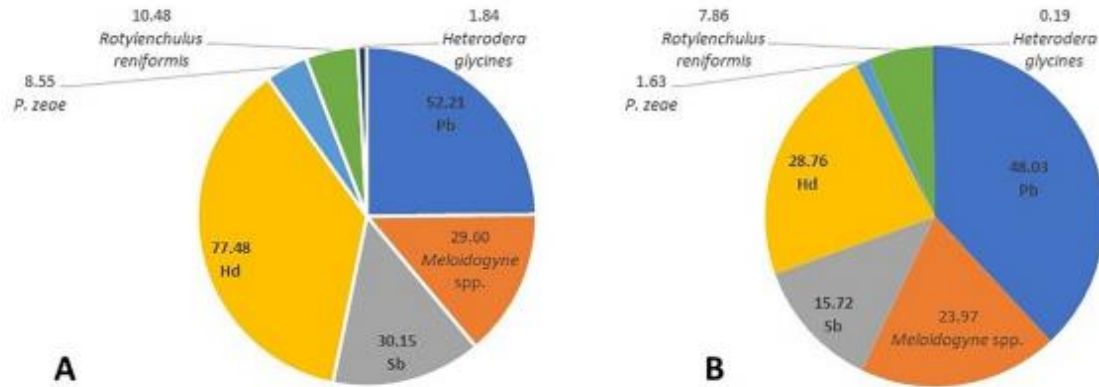 10.48
Rotylenchulus
reniformis
8.55
P. zeae
1.84
Heterodera
glycines
52.21
Pb
29.60
Meloidogyne
spp.
30.15
Sb
77.48
Hd
A
7.86
Rotylenchulus
reniformis
1.63
P. zeae
0.19
Heterodera
glycines
48.03
Pb
23.97
Meloidogyne spp.
15.72
Sb
28.76
Hd
B